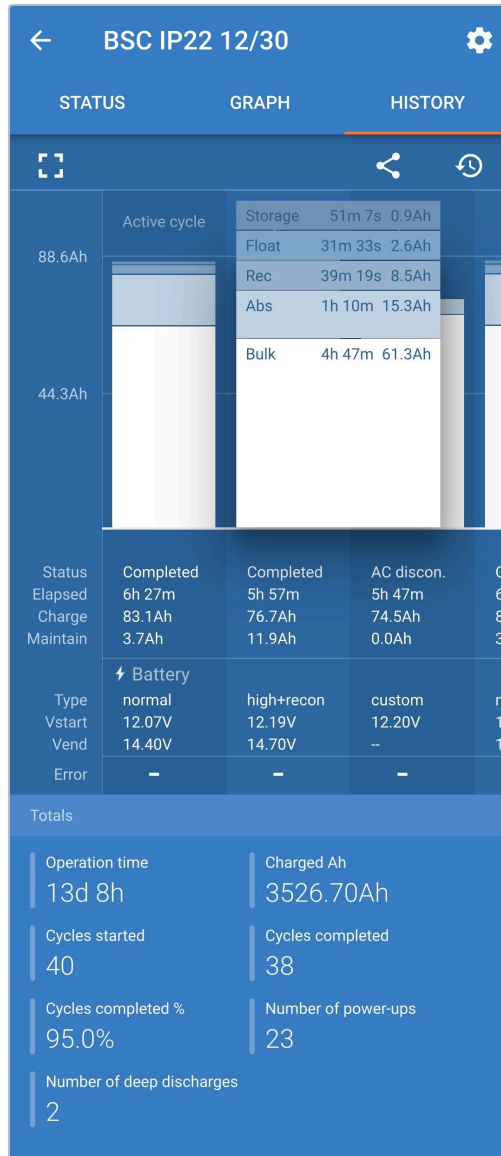 BSC IP22 12/30
STATUS GRAPH HISTORY
Active cycle
88.6Ah
44.3Ah
Storage 51m 7s 0.9Ah
Float 31m 33s 2.6Ah
Rec 39m 19s 8.5Ah
Abs 1h 10m 15.3Ah
Bulk 4h 47m 61.3Ah
Status Completed Completed AC discon.
Elapsed 6h 27m 5h 57m 5h 47m
Charge 83.1Ah 76.7Ah 74.5Ah
Maintain 3.7Ah 11.9Ah 0.0Ah
Battery
Type normal high+recon custom
Vstart 12.07V 12.19V 12.20V
Vend 14.40V 14.70V --
Error – – –
Totals
Operation time Charged Ah
13d 8h 3526.70Ah
Cycles started Cycles completed
40 38
Cycles completed % Number of power-ups
95.0% 23
Number of deep discharges
2